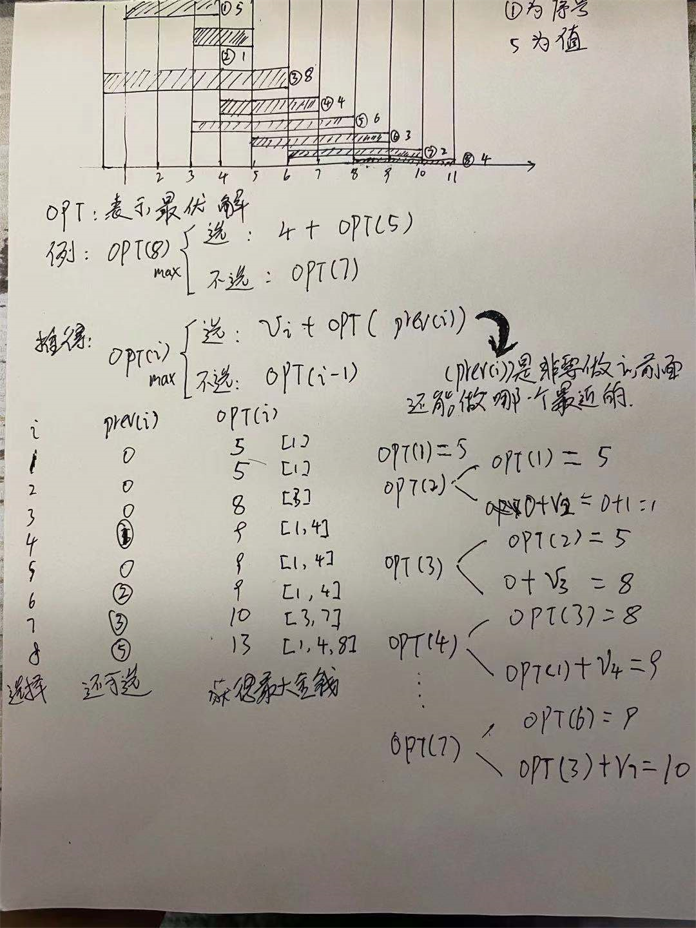 ①5
①为序号
②1
5为值
③8
④4
⑤6
⑥3
⑦2
⑧4
1 2 3 4 5 6 7 8 9 10 11
OPT:表示最优解
例: OPT(8) max { 选: 4 + OPT(5)
不选: OPT(7)
推得: OPT(i) max { 选: Vi + OPT( prev(i))
不选: OPT(i-1)
(prev(i))是非要做i,前面
还能做哪一个最近的.
i prev(i) OPT(i)
1 0 5 [1]
2 0 5 [1]
3 0 8 [3]
4 ① 9 [1,4]
5 0 9 [1,4]
6 ② 9 [1,4]
7 ③ 10 [3,7]
8 ⑤ 13 [1,4,8]
选择 还可选 获得最大金钱
OPT(1)=5
OPT(2) OPT(1)=5
0+V2=0+1=1
OPT(3) OPT(2)=5
0+V3=8
OPT(4) OPT(3)=8
OPT(1)+V4=9
⋮
OPT(7) OPT(6)=9
OPT(3)+V7=10